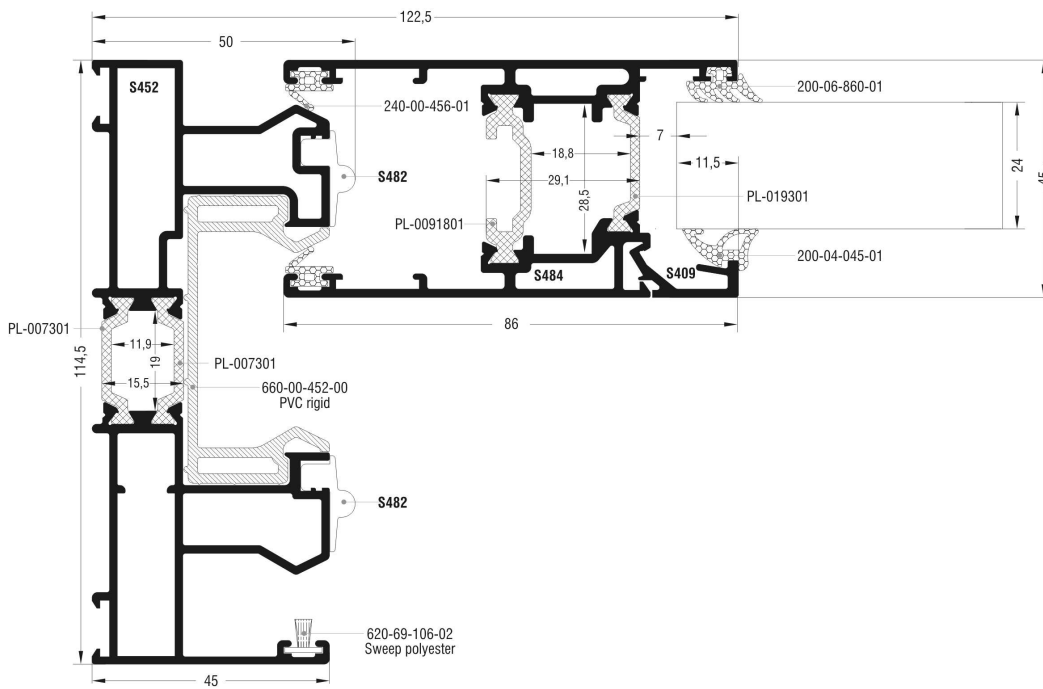 122,5
50
S452
240-00-456-01
200-06-860-01
7
18,8
11,5
24
45
S482
29,1
28,5
PL-019301
PL-0091801
200-04-045-01
S484
S409
PL-007301
86
11,9
19
114,5
PL-007301
15,5
660-00-452-00
PVC rigid
S482
620-69-106-02
Sweep polyester
45